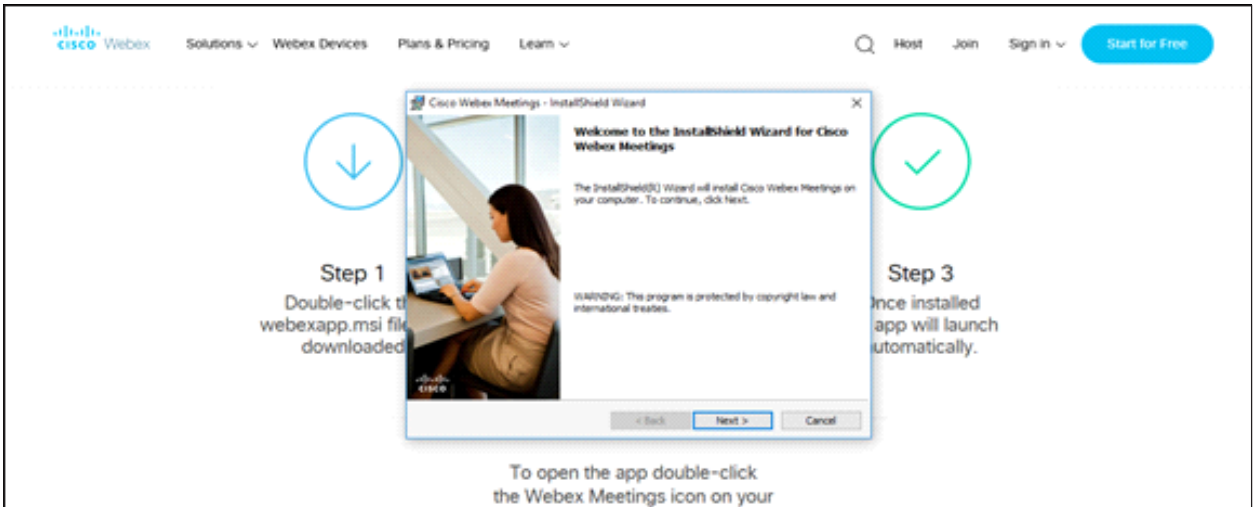 CISCO Webex Solutions Webex Devices Plans & Pricing Learn Host Join Sign in Start for Free
Cisco Webex Meetings - InstallShield Wizard
Welcome to the InstallShield Wizard for Cisco
Webex Meetings
The InstallShield(R) Wizard will install Cisco Webex Meetings on
your computer. To continue, click Next.
WARNING: This program is protected by copyright law and
international treaties.
CISCO
< Back Next > Cancel
Step 1
Double-click
webexapp.msi
downloaded
Step 3
installed
app will launch
To open the app double-click
the Webex Meetings icon on your